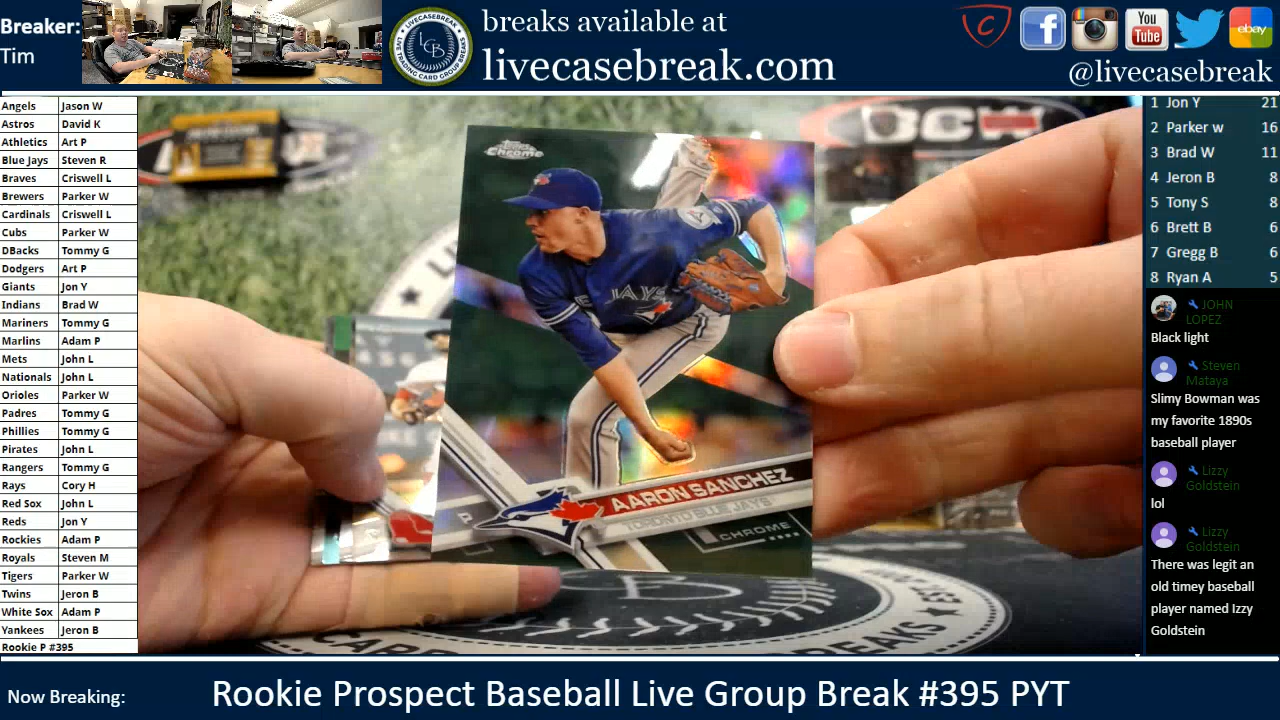 Breaker:
Tim
breaks available at
livecasebreak.com
LIVECASEBREAK
LCB
You
Tube
ebay
@livecasebreak
Angels Jason W
Astros David K
Athletics Art P
Blue Jays Steven R
Braves Criswell L
Brewers Parker W
Cardinals Criswell L
Cubs Parker W
DBacks Tommy G
Dodgers Art P
Giants Jon Y
Indians Brad W
Mariners Tommy G
Marlins Adam P
Mets John L
Nationals John L
Orioles Parker W
Padres Tommy G
Phillies Tommy G
Pirates John L
Rangers Tommy G
Rays Cory H
Red Sox John L
Reds Jon Y
Rockies Adam P
Royals Steven M
Tigers Parker W
Twins Jeron B
White Sox Adam P
Yankees Jeron B
Rookie P #395
Topps
Chrome
JAYS
P
AARON SANCHEZ
TORONTO BLUE JAYS
CHROME
BREAKS
1 Jon Y 21
2 Parker w 16
3 Brad W 11
4 Jeron B 8
5 Tony S 8
6 Brett B 6
7 Gregg B 6
8 Ryan A 5
JOHN
LOPEZ
Black light
Steven
Mataya
Slimy Bowman was
my favorite 1890s
baseball player
Lizzy
Goldstein
lol
Lizzy
Goldstein
There was legit an
old timey baseball
player named Izzy
Goldstein
Now Breaking:
Rookie Prospect Baseball Live Group Break #395 PYT